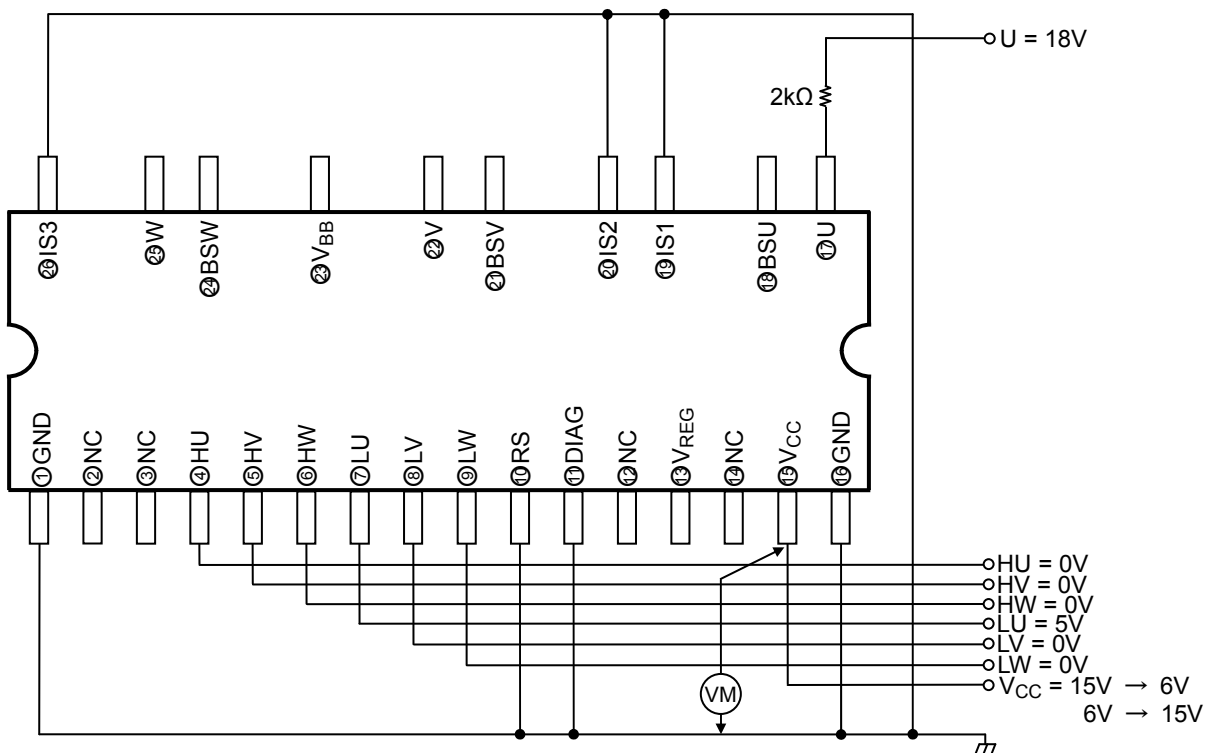 U = 18V
2kΩ
㉖IS3
㉕W
㉔BSW
㉓VBB
㉒V
㉑BSV
⑳IS2
⑲IS1
⑱BSU
⑰U
①GND
②NC
③NC
④HU
⑤HV
⑥HW
⑦LU
⑧LV
⑨LW
⑩RS
⑪DIAG
⑫NC
⑬VREG
⑭NC
⑮VCC
⑯GND
HU = 0V
HV = 0V
HW = 0V
LU = 5V
LV = 0V
LW = 0V
VM
VCC = 15V → 6V
6V → 15V